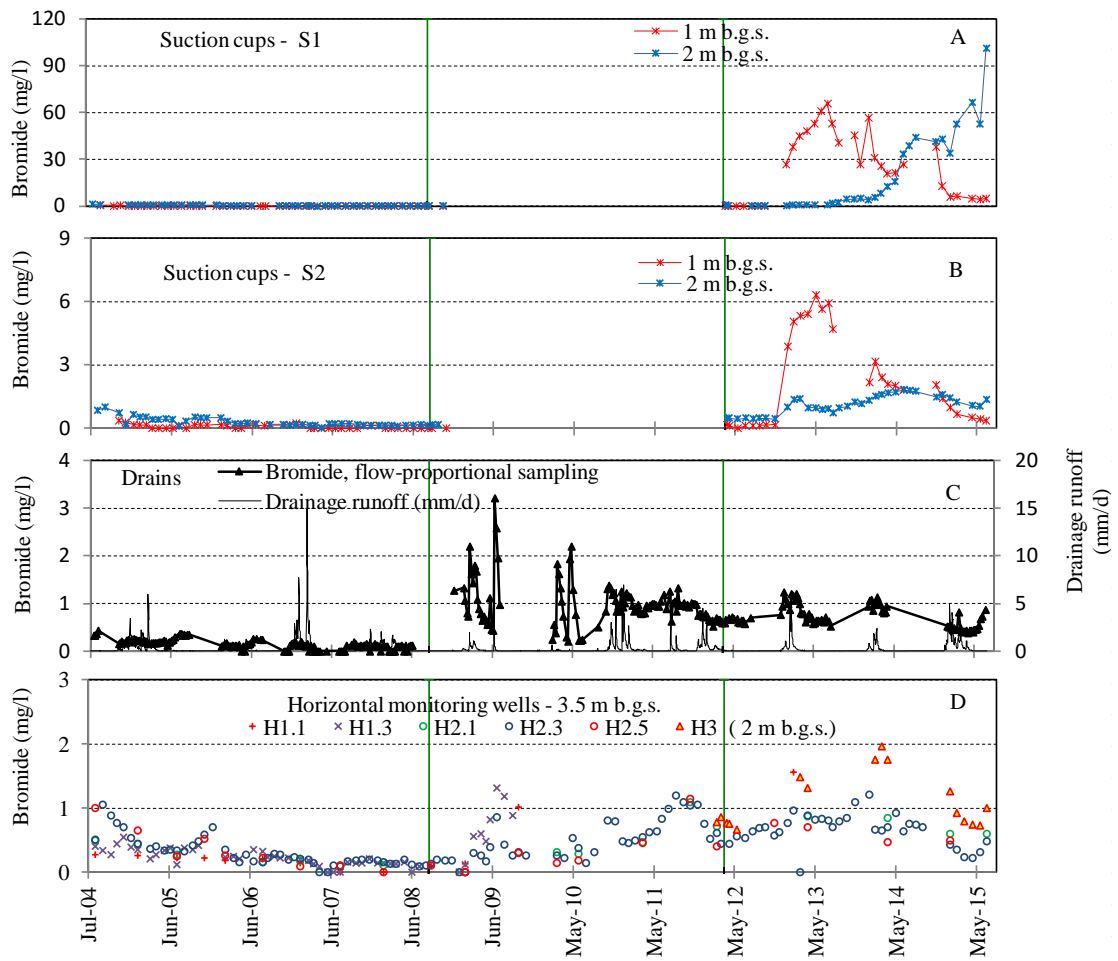 120
90
60
30
0
Bromide (mg/l)
Suction cups - S1
1 m b.g.s.
2 m b.g.s.
A
9
6
3
0
Bromide (mg/l)
Suction cups - S2
1 m b.g.s.
2 m b.g.s.
B
4
3
2
1
0
Bromide (mg/l)
Drains
Bromide, flow-proportional sampling
Drainage runoff (mm/d)
C
20
15
10
5
0
Drainage runoff
(mm/d)
3
2
1
0
Bromide (mg/l)
Horizontal monitoring wells - 3.5 m b.g.s.
H1.1 H1.3 H2.1 H2.3 H2.5 H3 ( 2 m b.g.s.)
D
Jul-04 Jun-05 Jun-06 Jun-07 Jun-08 Jun-09 May-10 May-11 May-12 May-13 May-14 May-15